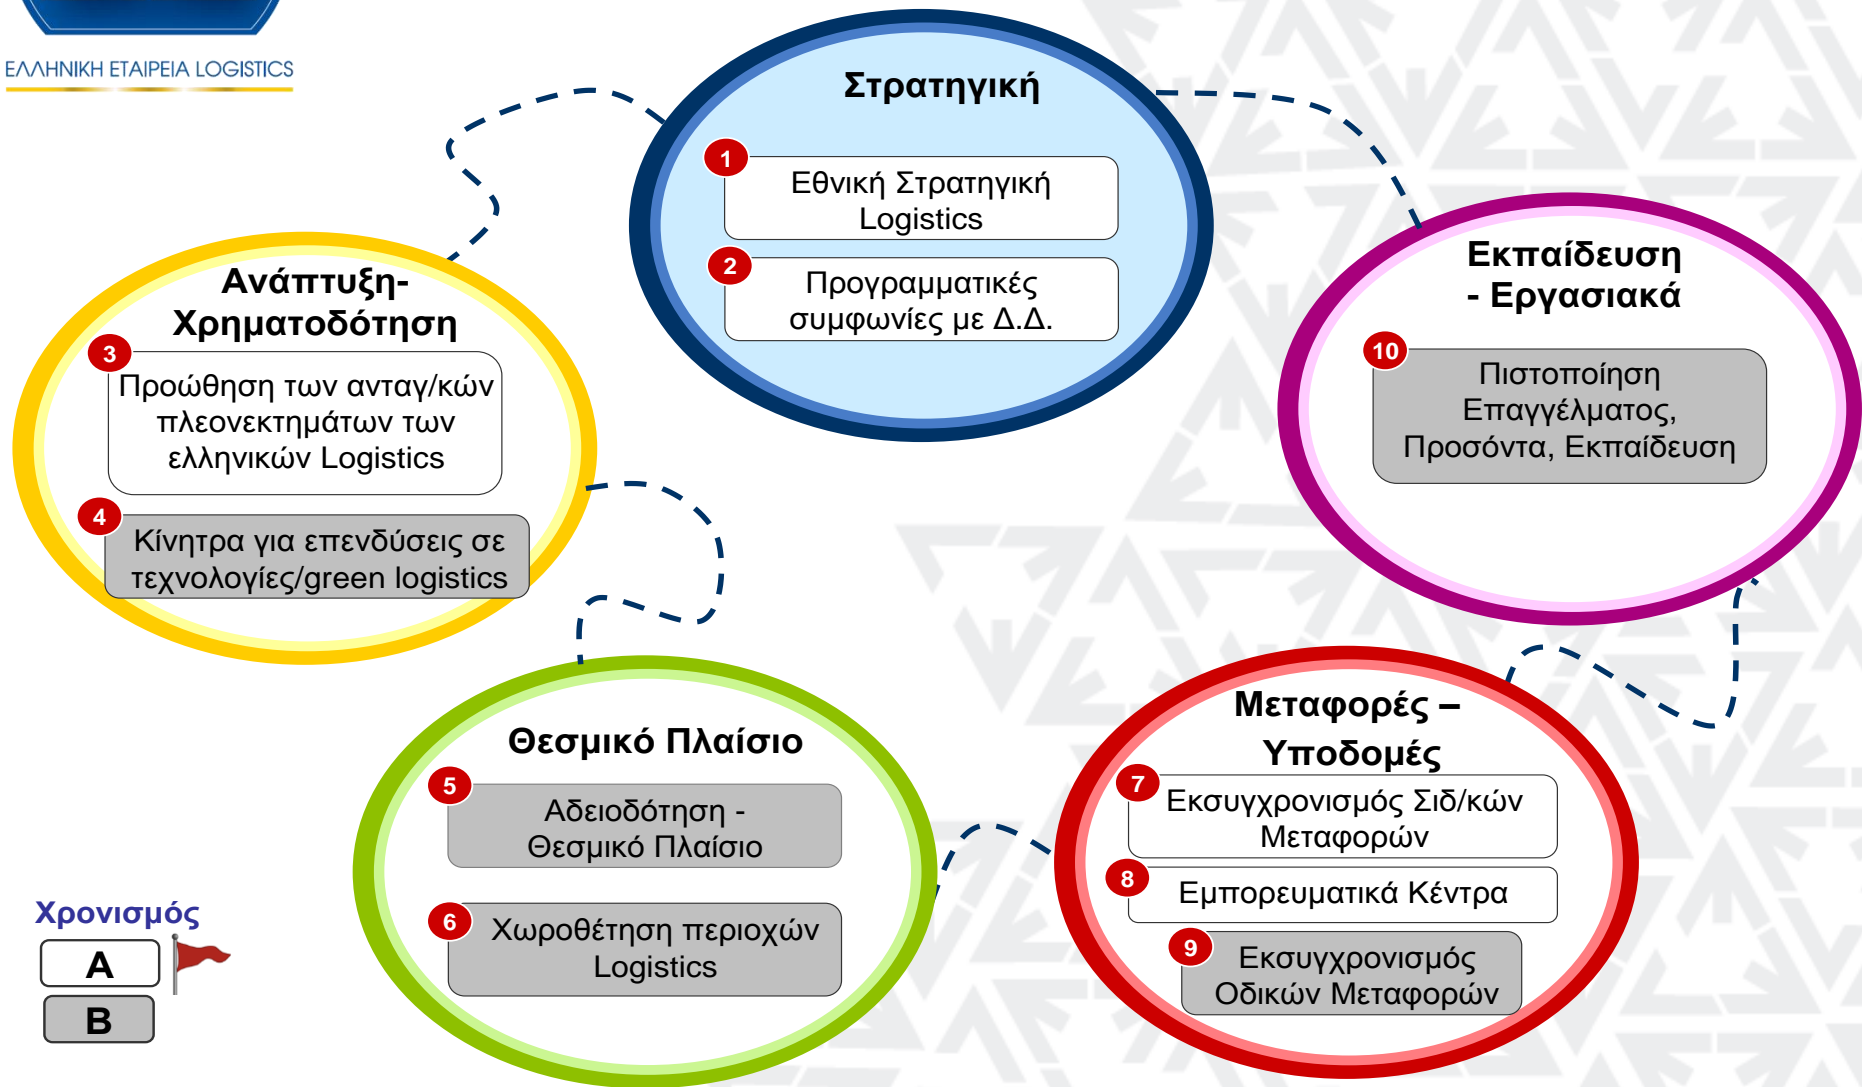 ΕΛΛΗΝΙΚΗ ΕΤΑΙΡΕΙΑ LOGISTICS
Στρατηγική
1
Εθνική Στρατηγική
Logistics
2
Προγραμματικές
συμφωνίες με Δ.Δ.
Ανάπτυξη-
Χρηματοδότηση
3
Προώθηση των ανταγ/κών
πλεονεκτημάτων των
ελληνικών Logistics
4
Κίνητρα για επενδύσεις σε
τεχνολογίες/green logistics
Θεσμικό Πλαίσιο
5
Αδειοδότηση -
Θεσμικό Πλαίσιο
6
Χωροθέτηση περιοχών
Logistics
Μεταφορές –
Υποδομές
7
Εκσυγχρονισμός Σιδ/κών
Μεταφορών
8
Εμπορευματικά Κέντρα
9
Εκσυγχρονισμός
Οδικών Μεταφορών
Εκπαίδευση
- Εργασιακά
10
Πιστοποίηση
Επαγγέλματος,
Προσόντα, Εκπαίδευση
Χρονισμός
Α
Β